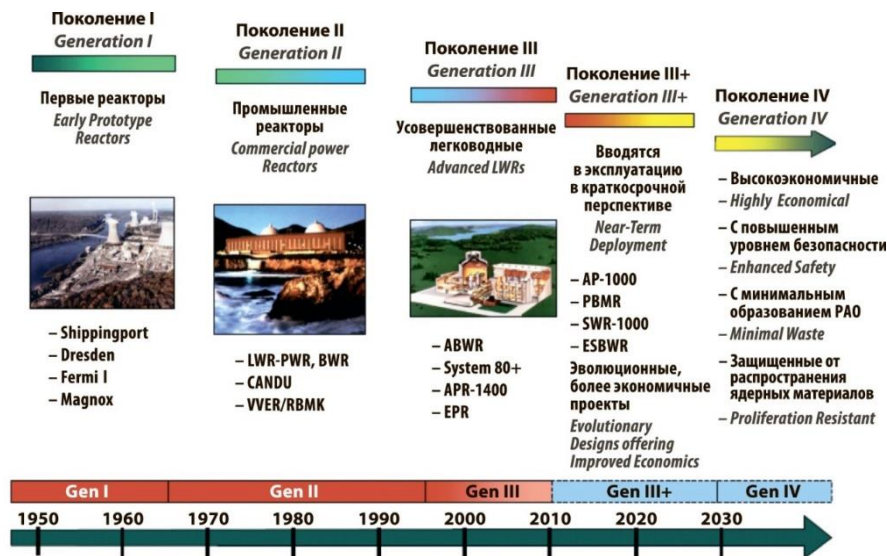 Поколение I
Generation I
Первые реакторы
Early Prototype
Reactors
– Shippingport
– Dresden
– Fermi I
– Magnox
Поколение II
Generation II
Промышленные
реакторы
Commercial power
Reactors
– LWR-PWR, BWR
– CANDU
– VVER/RBMK
Поколение III
Generation III
Усовершенствованные
легководные
Advanced LWRs
– ABWR
– System 80+
– APR-1400
– EPR
Поколение III+
Generation III+
Вводятся
в эксплуатацию
в краткосрочной
перспективе
Near-Term
Deployment
– AP-1000
– PBMR
– SWR-1000
– ESBWR
Эволюционные,
более экономичные
проекты
Evolutionary
Designs offering
Improved Economics
Поколение IV
Generation IV
– Высокоэкономичные
– Highly Economical
– С повышенным
уровнем безопасности
– Enhanced Safety
– С минимальным
образованием РАО
– Minimal Waste
– Защищенные от
распространения
ядерных материалов
– Proliferation Resistant
Gen I Gen II Gen III Gen III+ Gen IV
1950 1960 1970 1980 1990 2000 2010 2020 2030